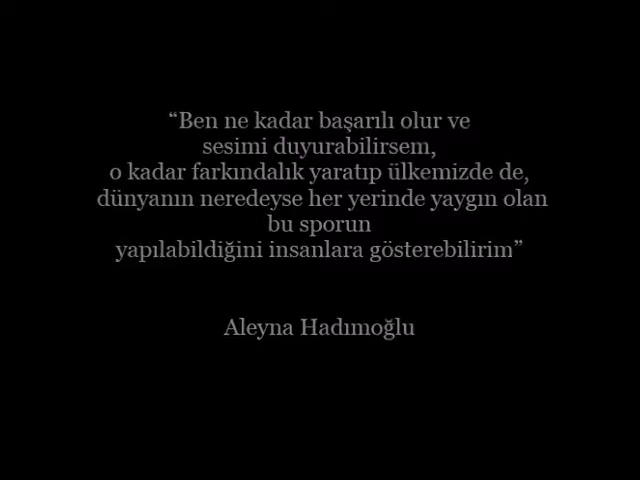 “Ben ne kadar başarılı olur ve
sesimi duyurabilirsem,
o kadar farkındalık yaratıp ülkemizde de,
dünyanın neredeyse her yerinde yaygın olan
bu sporun
yapılabildiğini insanlara gösterebilirim”
Aleyna Hadımoğlu